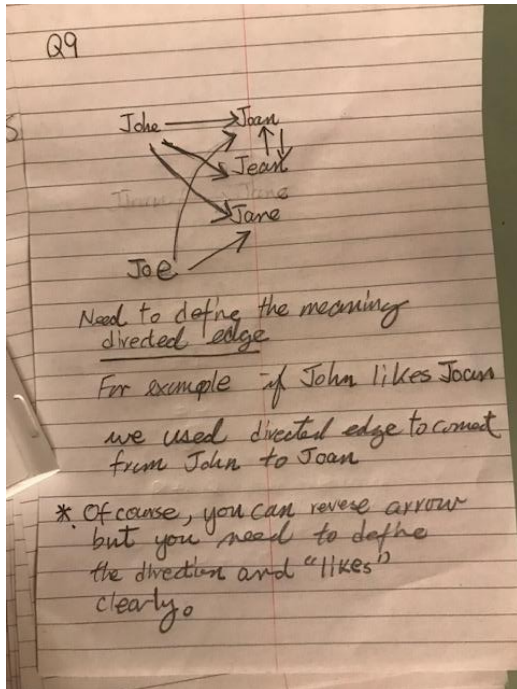 Q9
John Joan
Jean
Jane
Joe
Need to define the meaning
directed edge
For example if John likes Joan
we used directed edge to connect
from John to Joan
*. Of course, you can reverse arrow
but you need to define
the direction and "likes"
clearly.